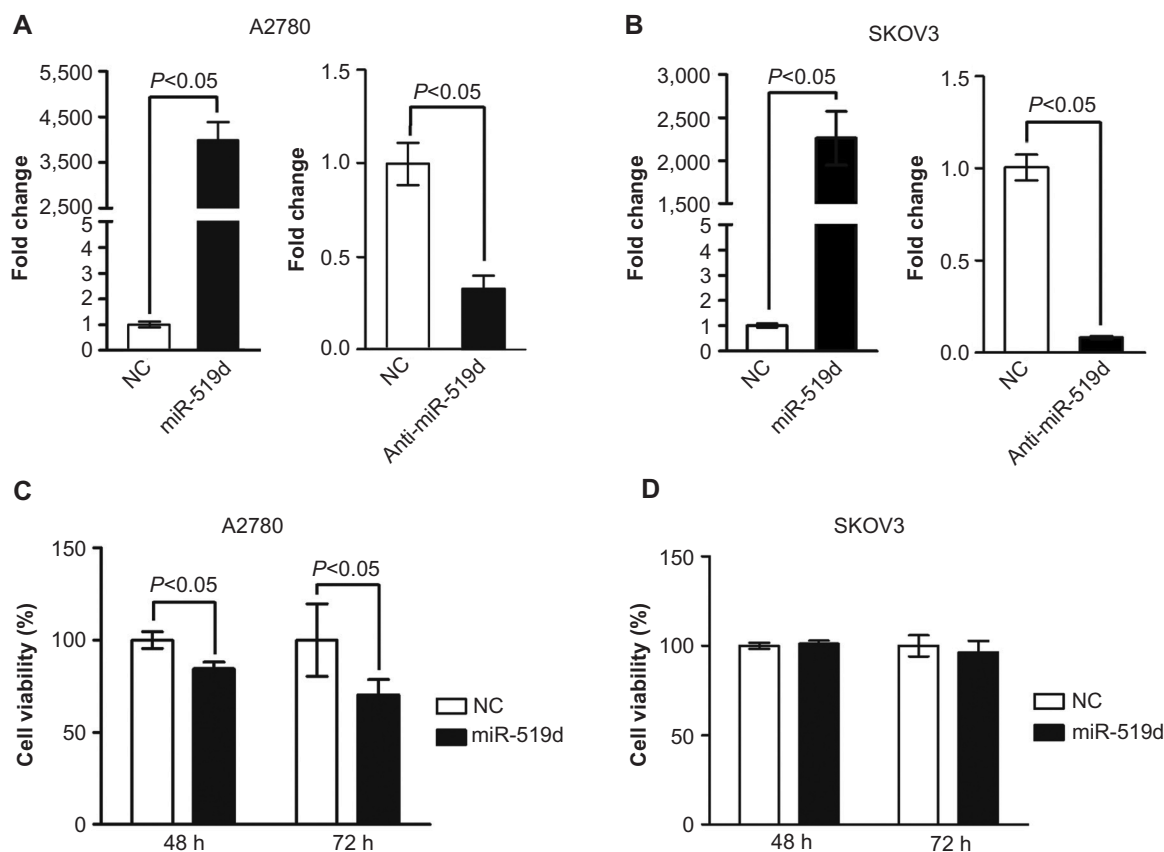 A
A2780
5,500
4,500
3,500
2,500
5
4
3
2
1
0
Fold change
P<0.05
NC
miR-519d
1.5
1.0
0.5
0.0
Fold change
P<0.05
NC
Anti-miR-519d
B
SKOV3
3,000
2,500
2,000
1,500
5
4
3
2
1
0
Fold change
P<0.05
NC
miR-519d
1.5
1.0
0.5
0.0
Fold change
P<0.05
NC
Anti-miR-519d
C
A2780
150
100
50
0
Cell viability (%)
P<0.05
P<0.05
48 h
72 h
NC
miR-519d
D
SKOV3
150
100
50
0
Cell viability (%)
48 h
72 h
NC
miR-519d